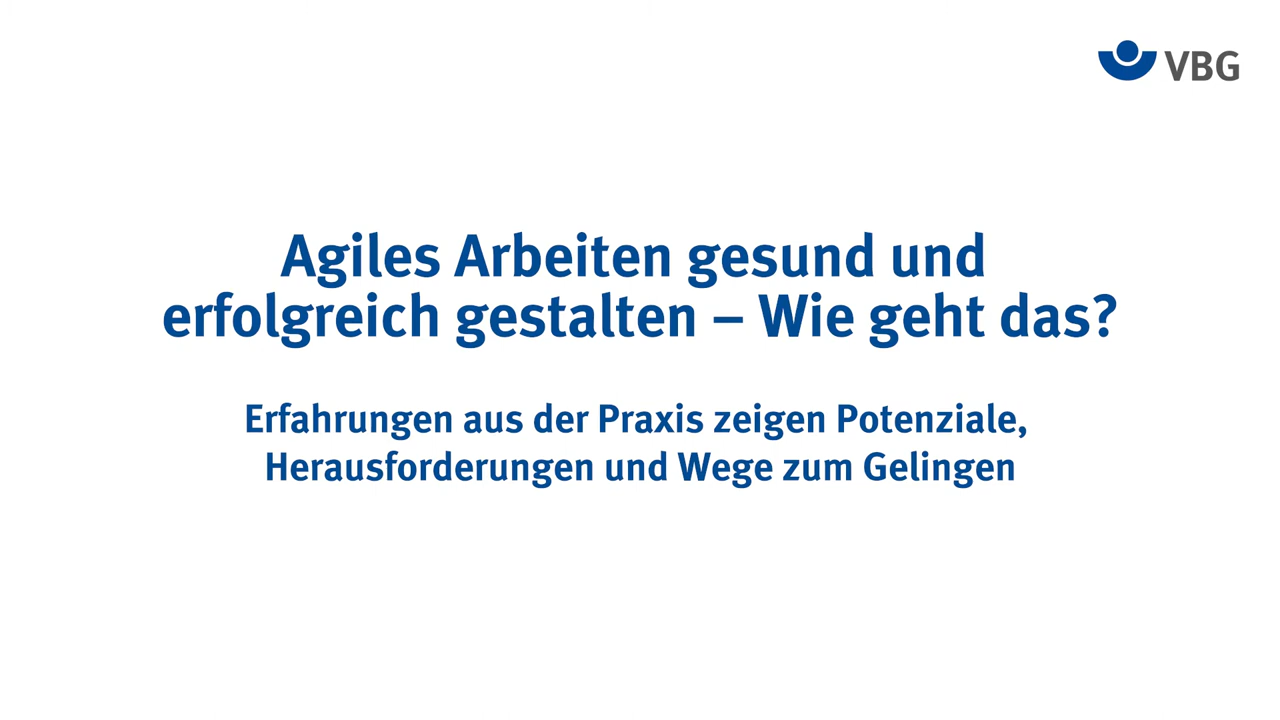 VBG
Agiles Arbeiten gesund und
erfolgreich gestalten – Wie geht das?
Erfahrungen aus der Praxis zeigen Potenziale,
Herausforderungen und Wege zum Gelingen